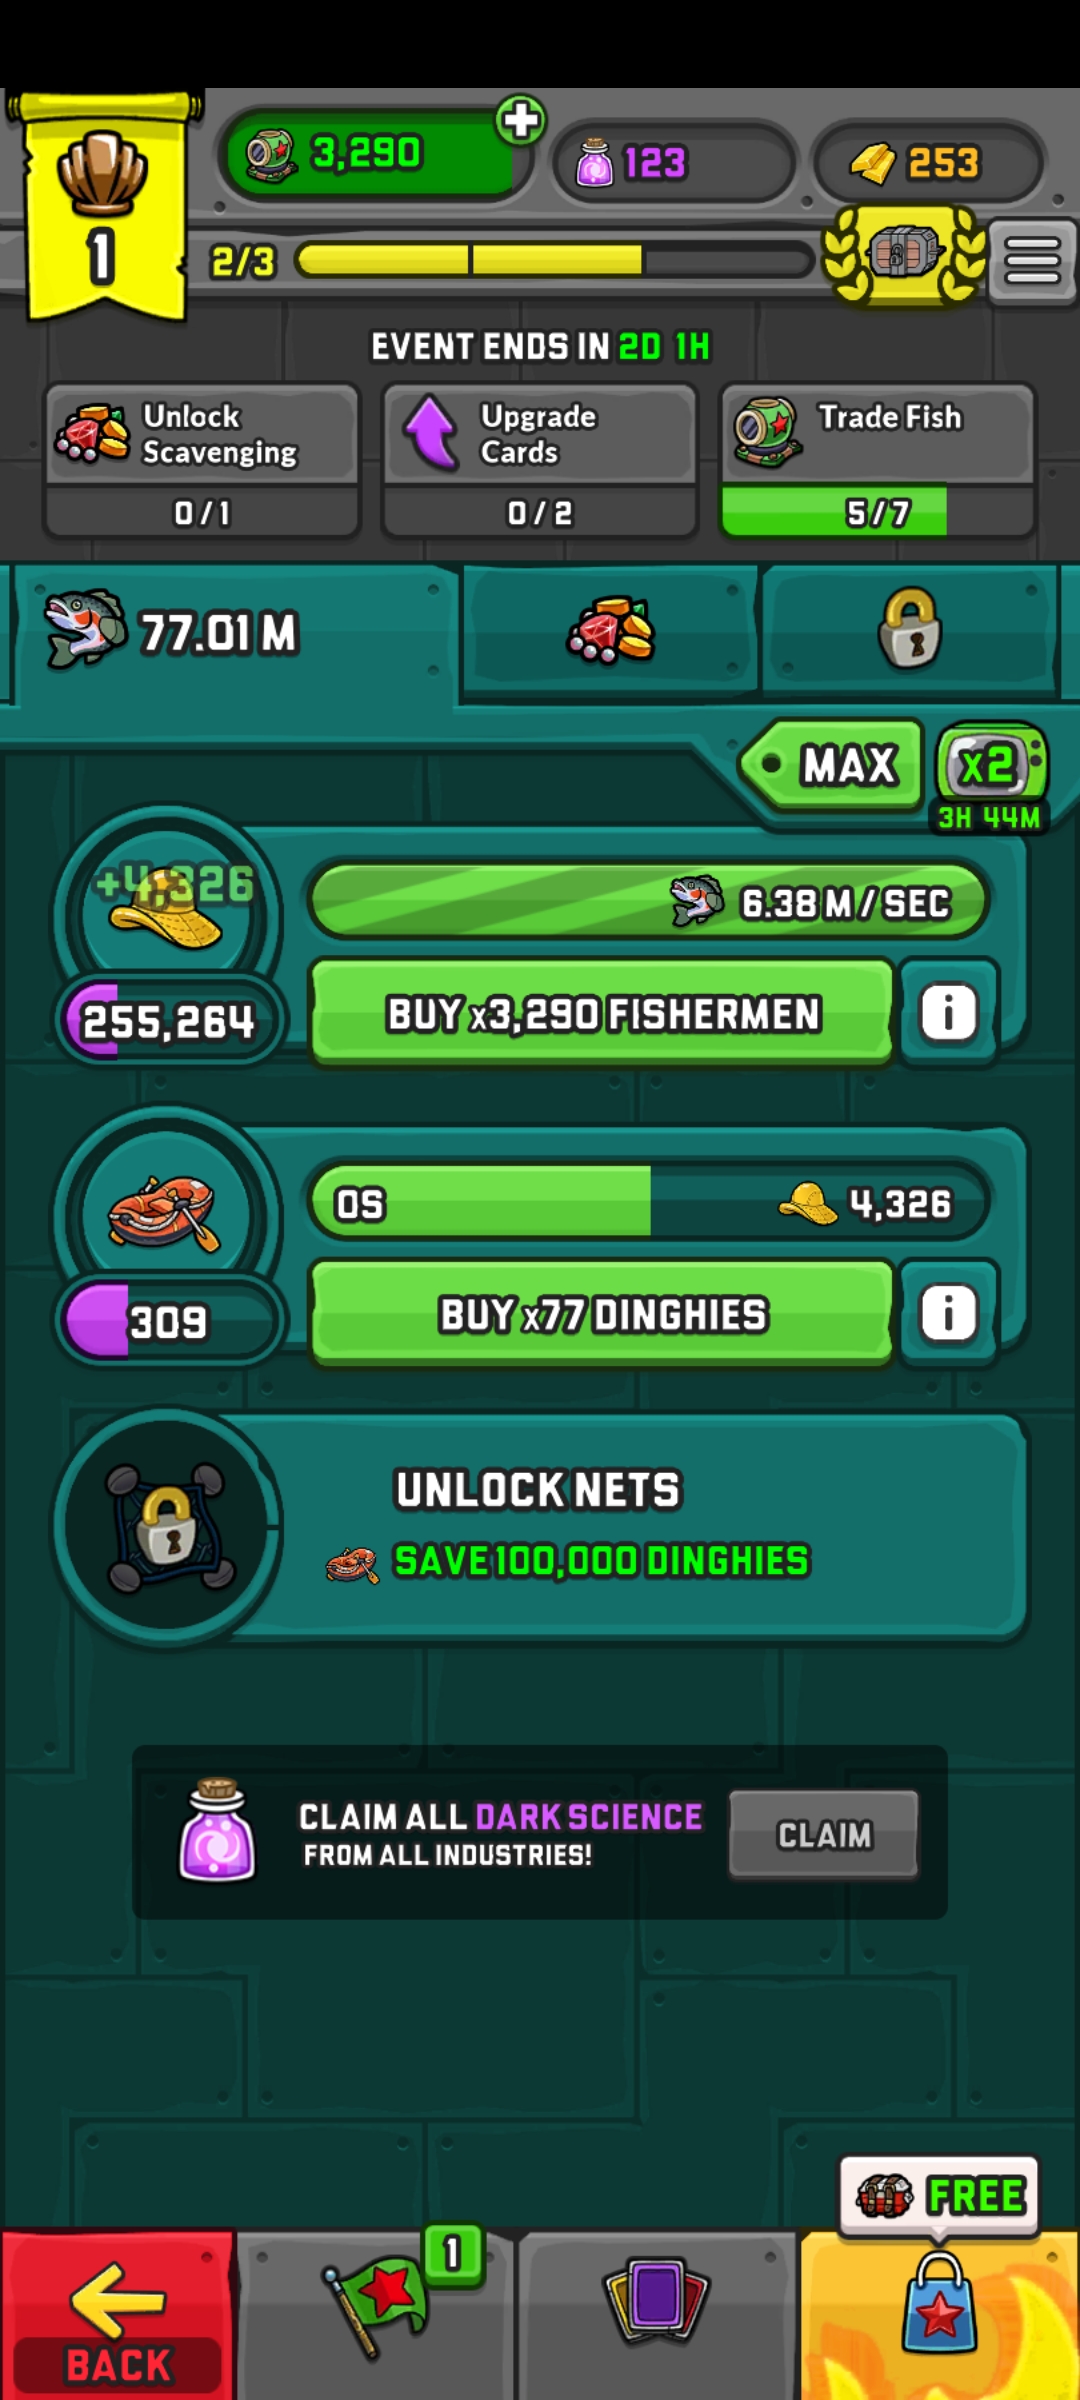 3,290
123
253
1
2/3
EVENT ENDS IN 2D 1H
Unlock
Scavenging
0/1
Upgrade
Cards
0/2
Trade Fish
5/7
77.01 M
MAX
x2
3H 44M
+4,326
6.38 M / SEC
255,264
BUY x3,290 FISHERMEN
i
0S
4,326
309
BUY x77 DINGHIES
i
UNLOCK NETS
SAVE 100,000 DINGHIES
CLAIM ALL DARK SCIENCE
FROM ALL INDUSTRIES!
CLAIM
FREE
1
BACK